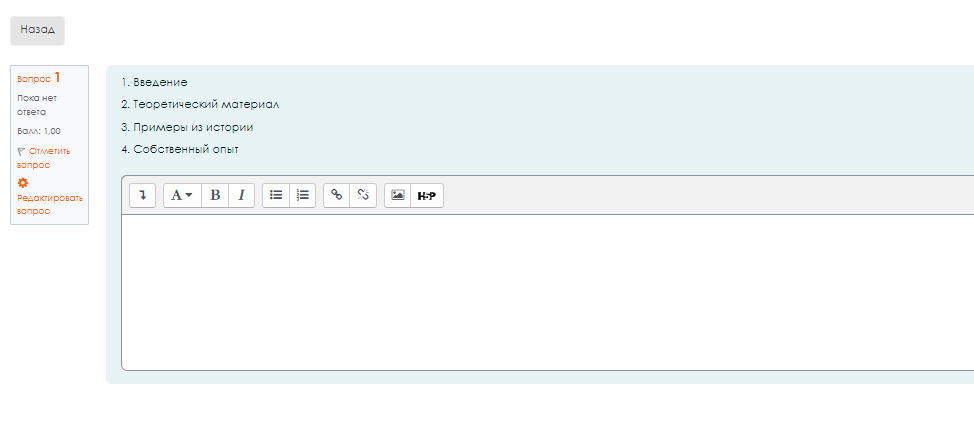 Назад
Вопрос 1
Пока нет
ответа
Балл: 1,00
Отметить
вопрос
Редактировать
вопрос
1. Введение
2. Теоретический материал
3. Примеры из истории
4. Собственный опыт
A B I H-P